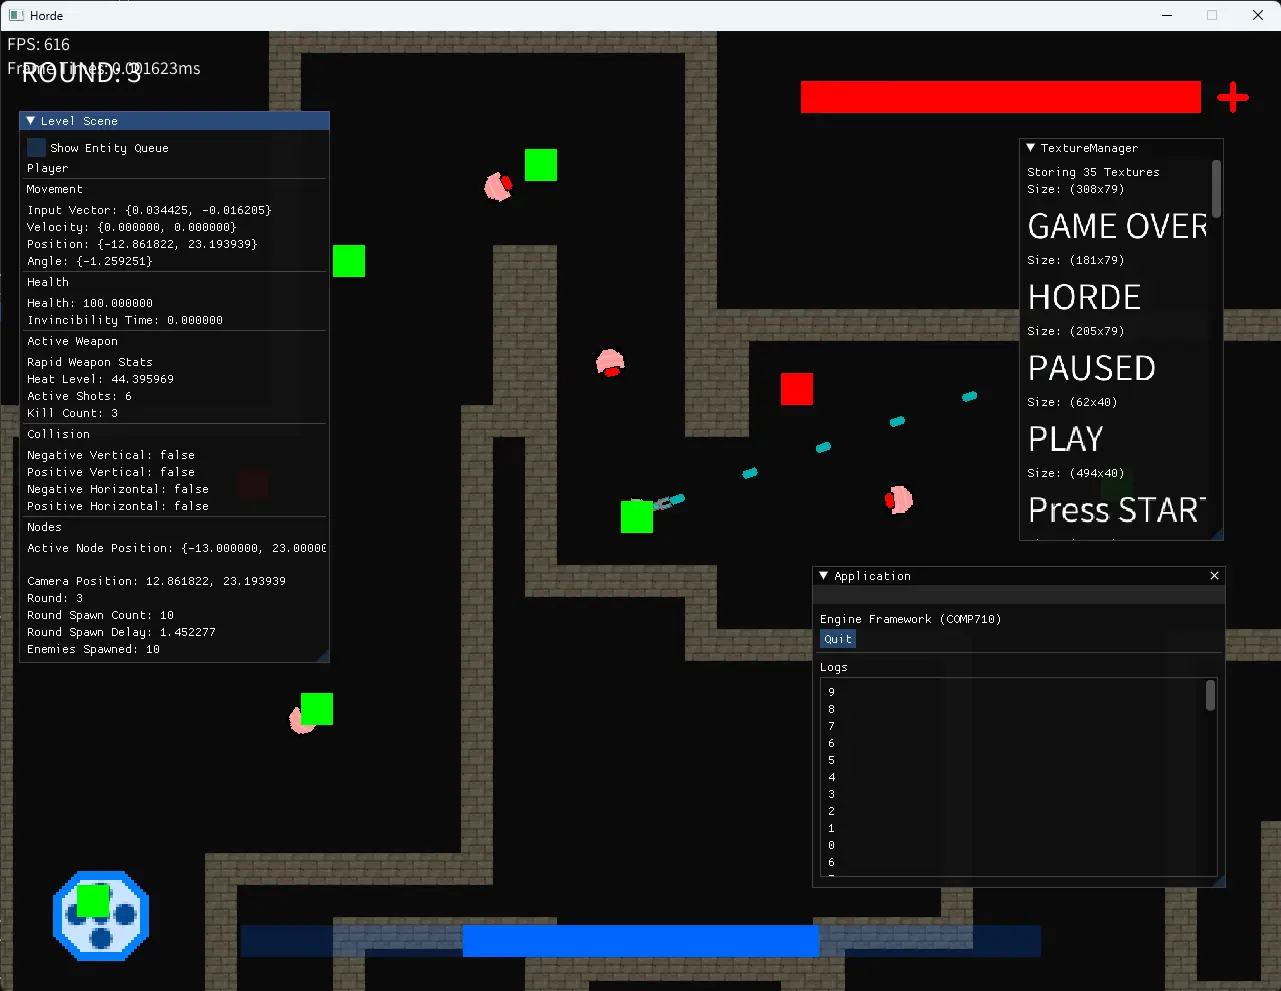 Horde
FPS: 616
Frame Times: 0.001623ms
ROUND: 3
Level Scene
Show Entity Queue
Player
Movement
Input Vector: {0.034425, -0.016205}
Velocity: {0.000000, 0.000000}
Position: {-12.861822, 23.193939}
Angle: {-1.259251}
Health
Health: 100.000000
Invincibility Time: 0.000000
Active Weapon
Rapid Weapon Stats
Heat Level: 44.395969
Active Shots: 6
Kill Count: 3
Collision
Negative Vertical: false
Positive Vertical: false
Negative Horizontal: false
Positive Horizontal: false
Nodes
Active Node Position: {-13.000000, 23.00000
Camera Position: 12.861822, 23.193939
Round: 3
Round Spawn Count: 10
Round Spawn Delay: 1.452277
Enemies Spawned: 10
TextureManager
Storing 35 Textures
Size: (308x79)
GAME OVER
Size: (181x79)
HORDE
Size: (205x79)
PAUSED
Size: (62x40)
PLAY
Size: (494x40)
Press START
Application
Engine Framework (COMP710)
Quit
Logs
9
8
7
6
5
4
3
2
1
0
6